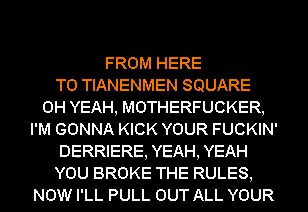 FROM HERE
TO TIANENMEN SQUARE
OH YEAH, MOTHERFUCKER,
I'M GONNA KICK YOUR FUCKIN'
DERRIERE, YEAH, YEAH
YOU BROKE THE RULES,
NOW I'LL PULL OUT ALL YOUR